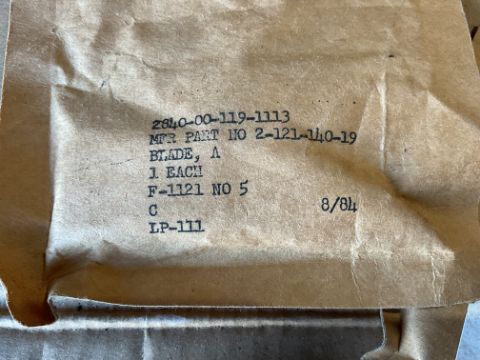 2840-00-119-1113
MFR PART NO 2-121-140-19
BLADE, A
1 EACH
F-1121 NO 5
C 8/84
LP-111